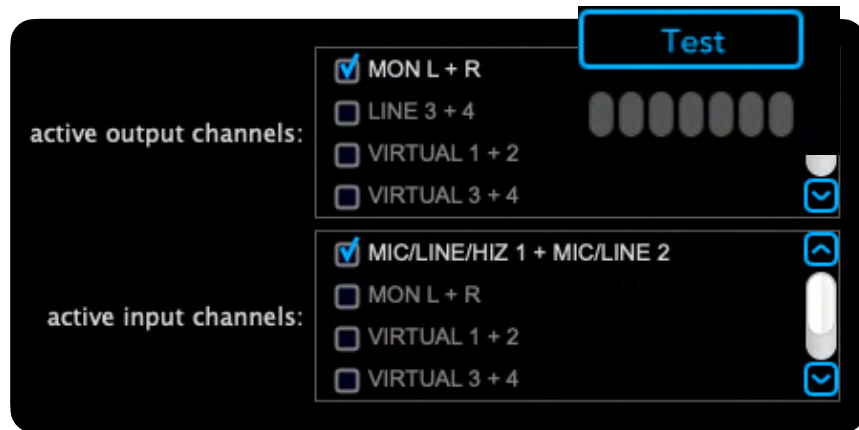 Test
active output channels:
MON L + R
LINE 3 + 4
VIRTUAL 1 + 2
VIRTUAL 3 + 4
active input channels:
MIC/LINE/HIZ 1 + MIC/LINE 2
MON L + R
VIRTUAL 1 + 2
VIRTUAL 3 + 4